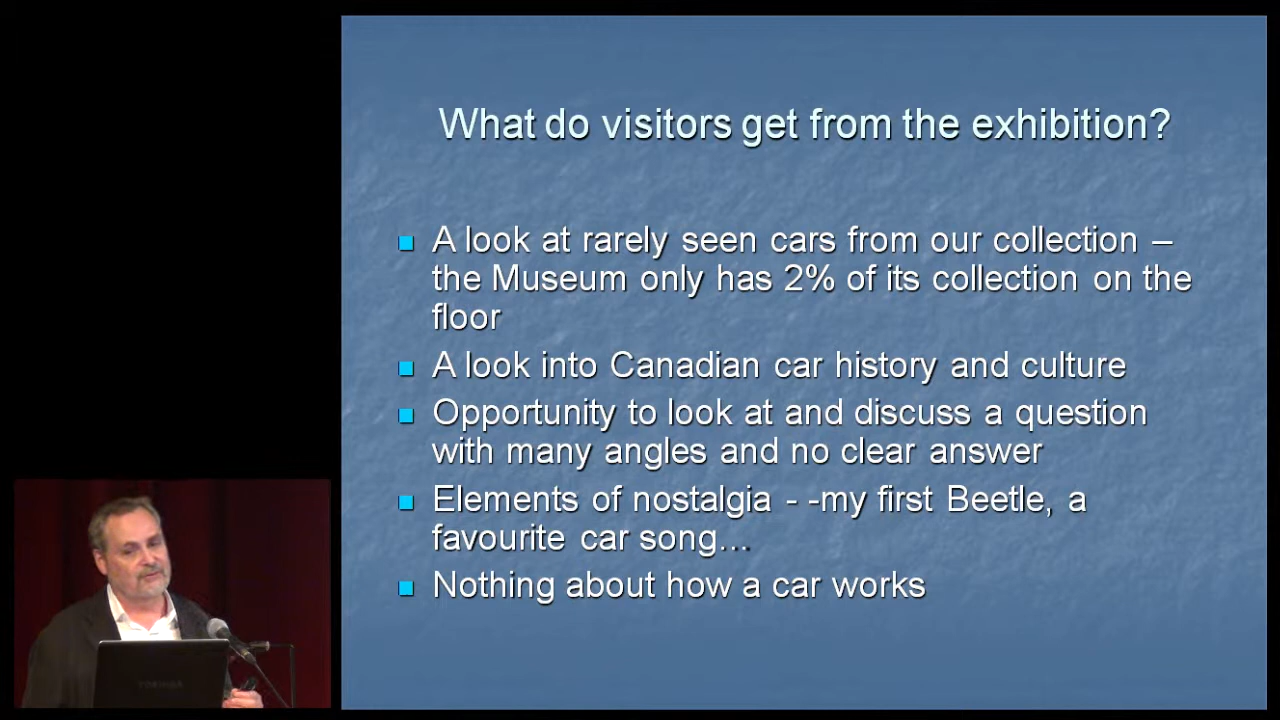 What do visitors get from the exhibition?
A look at rarely seen cars from our collection –
the Museum only has 2% of its collection on the
floor
A look into Canadian car history and culture
Opportunity to look at and discuss a question
with many angles and no clear answer
Elements of nostalgia - -my first Beetle, a
favourite car song...
Nothing about how a car works
TOSHIBA